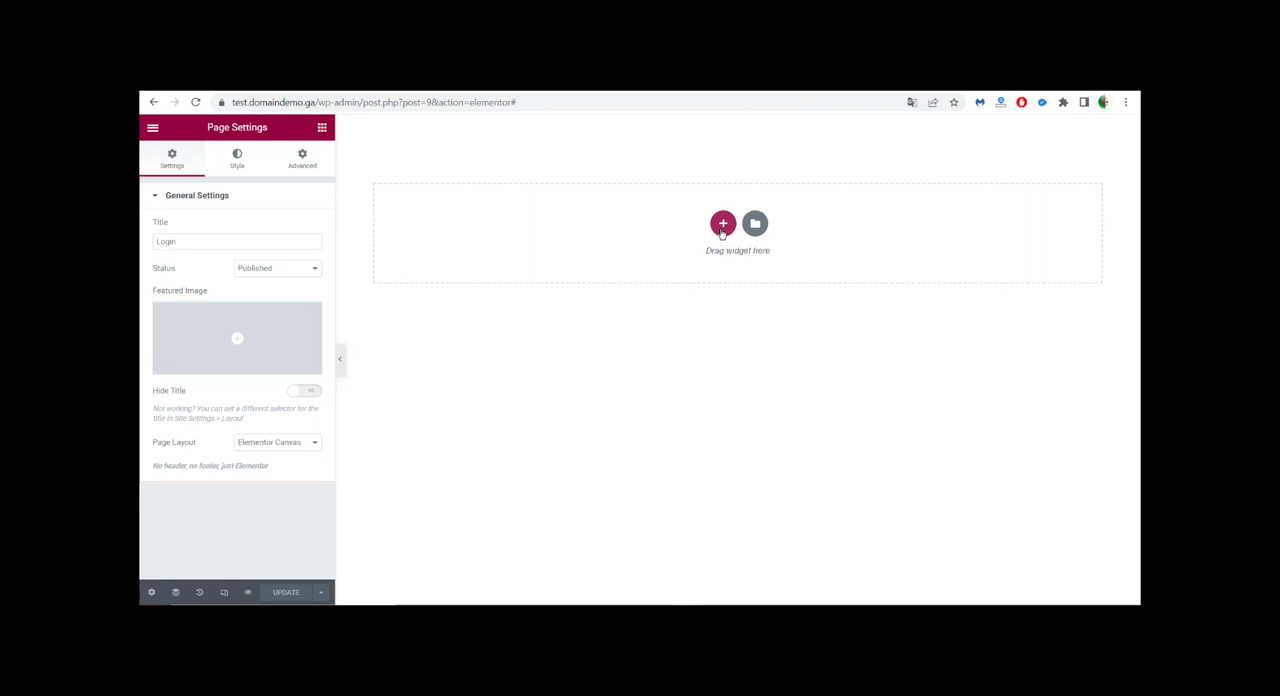 test.domaindemo.ga/wp-admin/post.php?post=9&action=elementor#
Page Settings
Settings
Style
Advanced
General Settings
Title
Login
Status
Published
Featured Image
Hide Title
NO
Not working? You can set a different selector for the
title in Site Settings > Layout
Page Layout
Elementor Canvas
No header, no footer, just Elementor
UPDATE
Drag widget here